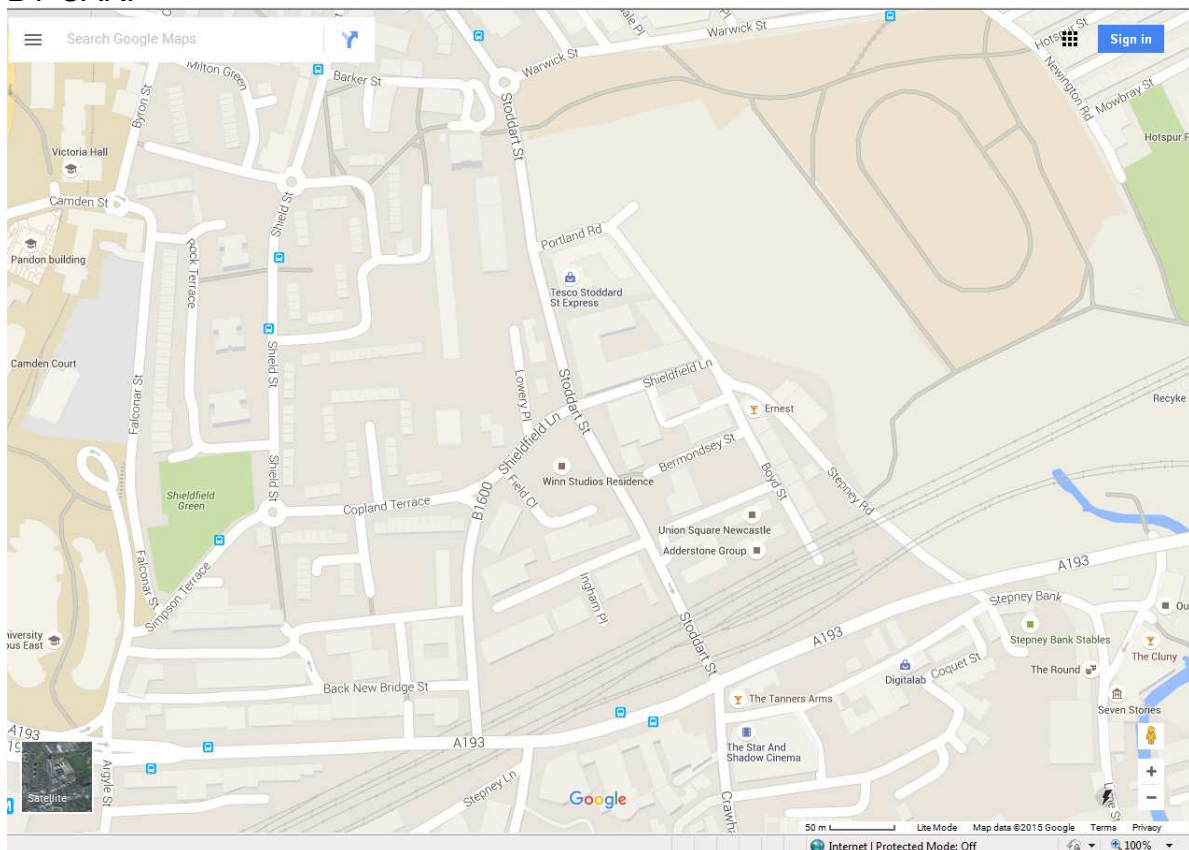 Search Google Maps
Sign in
Warwick St
Warwick St
Hotspur St
Newington Rd
Mowbray St
Hotspur
Milton Green
Barker St
Byron St
Stoddart St
Victoria Hall
Camden St
Shield St
Pandon building
Rock Terrace
Portland Rd
Tesco Stoddard
St Express
Camden Court
Falconar St
Shield St
Lowery Pl
Stoddart St
Shieldfield Ln
Recyke
Ernest
Shieldfield Ln
Bermondsey St
Shield St
Winn Studios Residence
Boyd St
Stepney Rd
Shieldfield
Green
Copland Terrace
B1600
Field Cl
Union Square Newcastle
Adderstone Group
A193
Falconar St
Simpson Terrace
Ingham Pl
Stoddart St
Stepney Bank
Ou
Stepney Bank Stables
A193
The Cluny
iversity
pus East
Coquet St
The Round
Digitalab
Back New Bridge St
The Tanners Arms
Seven Stories
A193
A193
The Star And
Shadow Cinema
Argyle St
Stepney Ln
Satellite
Google
Crawh
50 m
Lite Mode
Map data ©2015 Google
Terms
Privacy
Internet | Protected Mode: Off
100%